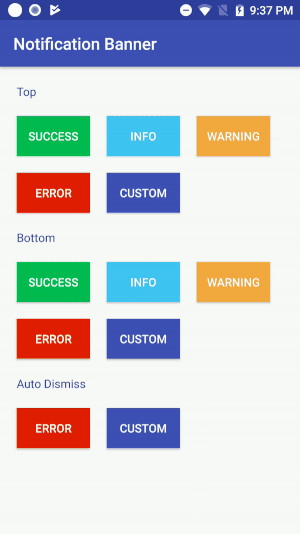 9:37 PM
Notification Banner
Top
SUCCESS INFO WARNING
ERROR CUSTOM
Bottom
SUCCESS INFO WARNING
ERROR CUSTOM
Auto Dismiss
ERROR CUSTOM